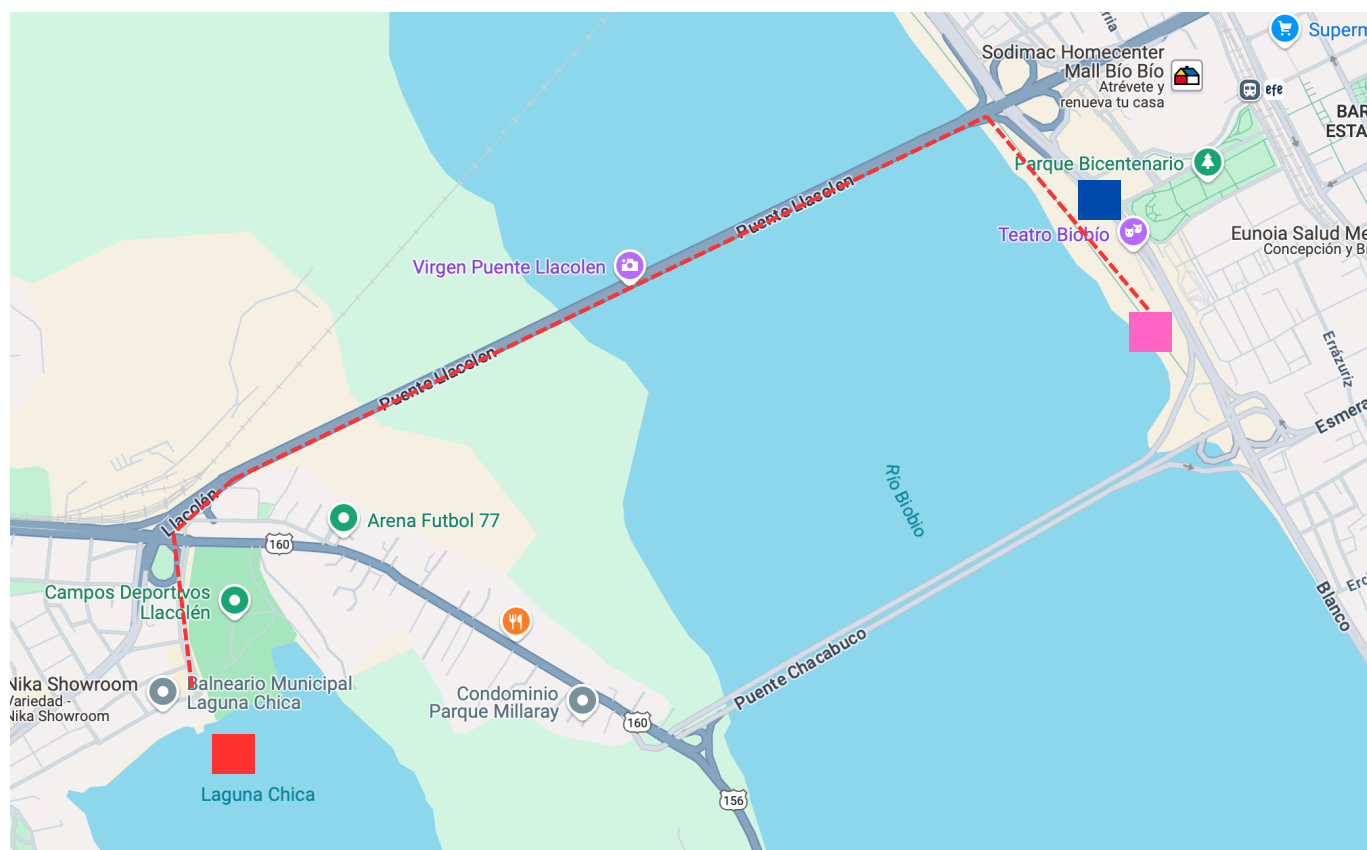 Sodimac Homecenter
Mall Bío Bío
Atrévete y
renueva tu casa
Superm
efe
BAR
ESTA
Parque Bicentenario
Teatro Biobío
Eunoia Salud Me
Concepción y Bi
Puente Llacolen
Virgen Puente Llacolen
Puente Llacolen
Errázuriz
Esmera
Río Biobio
Llacolén
Arena Futbol 77
160
Campos Deportivos
Llacolén
Blanco
Puente Chacabuco
Nika Showroom
Variedad -
Nika Showroom
Balneario Municipal
Laguna Chica
Condominio
Parque Millaray
160
Laguna Chica
156